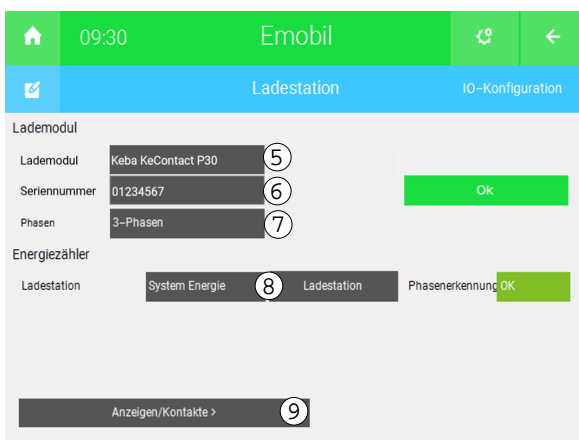 09:30 Emobil
Ladestation IO-Konfiguration
Lademodul
Lademodul Keba KeContact P30 5
Seriennummer 01234567 6 Ok
Phasen 3-Phasen 7
Energiezähler
Ladestation System Energie 8 Ladestation Phasenerkennung OK
Anzeigen/Kontakte > 9